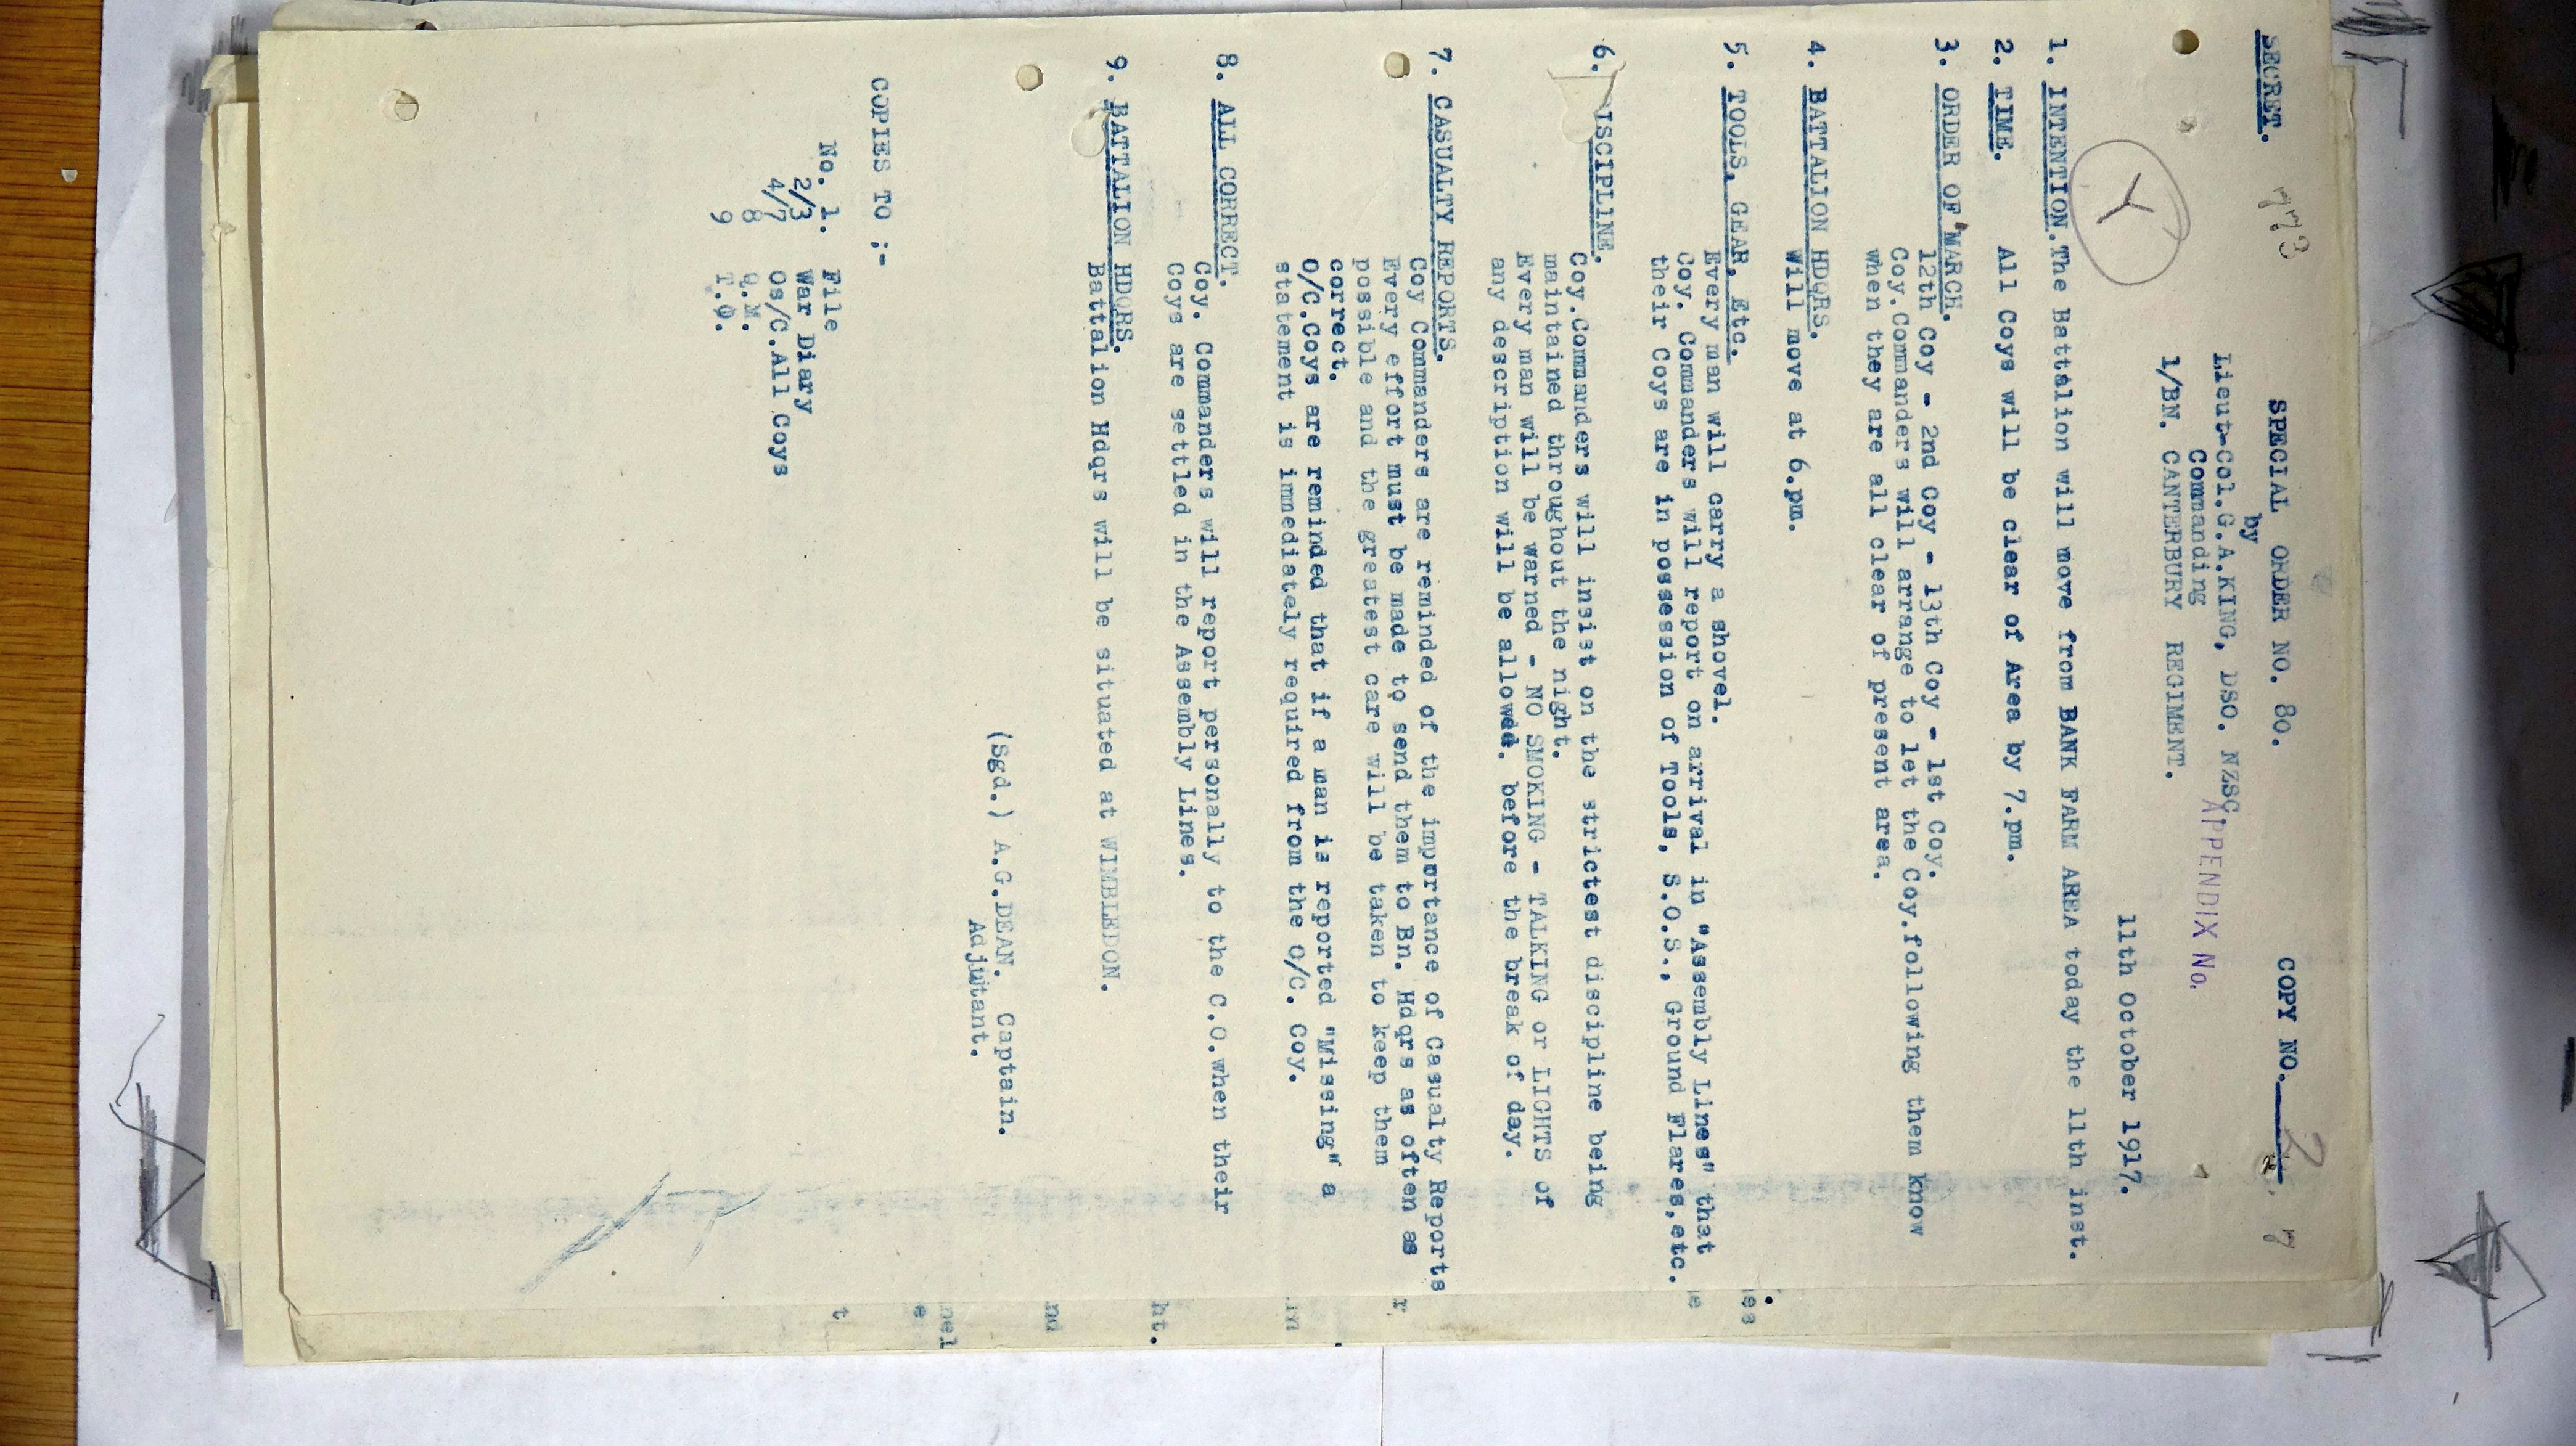 SECRET. 773 SPECIAL ORDER NO. 80. COPY NO. 2
by
Lieut-Col.G.A.KING, DSO. NZSC.
Commanding
1/BN. CANTERBURY REGIMENT.
APPENDIX No.
11th October 1917.
Y
1. INTENTION. The Battalion will move from BANK FARM AREA today the 11th inst.
2. TIME. All Coys will be clear of Area by 7.pm.
3. ORDER OF MARCH.
12th Coy - 2nd Coy - 13th Coy - 1st Coy.
Coy.Commanders will arrange to let the Coy.following them know
when they are all clear of present area.
4. BATTALION HDQRS.
Will move at 6.pm.
5. TOOLS, GEAR, Etc.
Every man will carry a shovel.
Coy. Commanders will report on arrival in "Assembly Lines" that
their Coys are in possession of Tools, S.O.S., Ground Flares,etc.
6. ISCIPLINE.
Coy.Commanders will insist on the strictest discipline being
maintained throughout the night.
Every man will be warned - NO SMOKING - TALKING or LIGHTS of
any description will be allowed. before the break of day.
7. CASUALTY REPORTS.
Coy Commanders are reminded of the importance of Casualty Reports
Every effort must be made to send them to Bn. Hdqrs as often as
possible and the greatest care will be taken to keep them
correct.
O/C.Coys are reminded that if a man is reported "Missing" a
statement is immediately required from the O/C. Coy.
8. ALL CORRECT.
Coy. Commanders will report personally to the C.O.when their
Coys are settled in the Assembly Lines.
9. BATTALION HDQRS.
Battalion Hdqrs will be situated at WIMBLEDON.
(Sgd.) A.G.DEAN. Captain.
Adjutant.
COPIES TO :-
No. 1. File
2/3 War Diary
4/7 Os/C.All Coys
8 Q.M.
9 T.O.